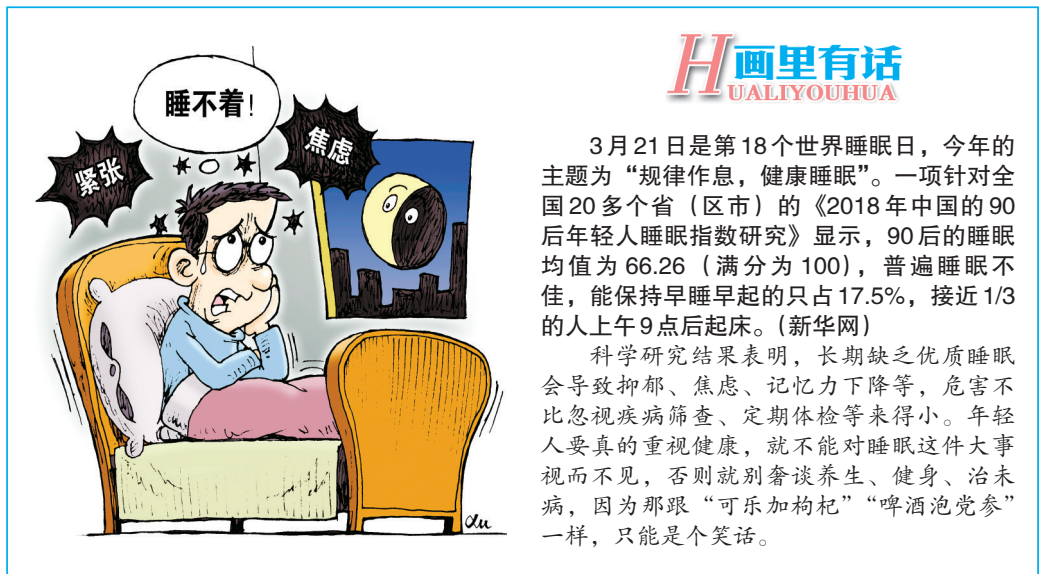 睡不着！
紧张
焦虑
画里有话
HUALIYOUHUA
3月21日是第18个世界睡眠日，今年的
主题为“规律作息，健康睡眠”。一项针对全
国20多个省（区市）的《2018年中国的90
后年轻人睡眠指数研究》显示，90后的睡眠
均值为66.26（满分为100），普遍睡眠不
佳，能保持早睡早起的只占17.5%，接近1/3
的人上午9点后起床。（新华网）
科学研究结果表明，长期缺乏优质睡眠
会导致抑郁、焦虑、记忆力下降等，危害不
比忽视疾病筛查、定期体检等来得小。年轻
人要真的重视健康，就不能对睡眠这件大事
视而不见，否则就别奢谈养生、健身、治未
病，因为那跟“可乐加枸杞”“啤酒泡党参”
一样，只能是个笑话。